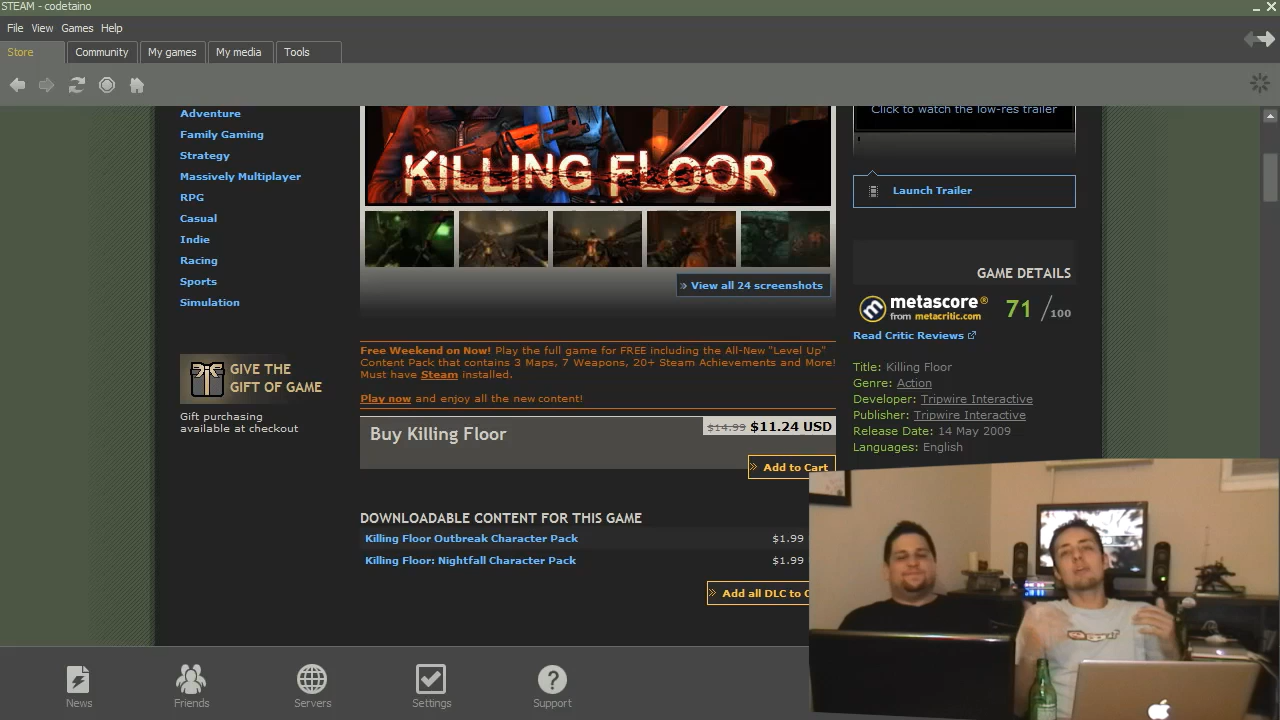 STEAM - codetaino
File View Games Help
Store Community My games My media Tools
Adventure
Family Gaming
Strategy
Massively Multiplayer
RPG
Casual
Indie
Racing
Sports
Simulation
GIVE THE
GIFT OF GAME
Gift purchasing
available at checkout
KILLING FLOOR
» View all 24 screenshots
Free Weekend on Now! Play the full game for FREE including the All-New "Level Up"
Content Pack that contains 3 Maps, 7 Weapons, 20+ Steam Achievements and More!
Must have Steam installed.
Play now and enjoy all the new content!
Buy Killing Floor
$14.99 $11.24 USD
» Add to Cart
DOWNLOADABLE CONTENT FOR THIS GAME
Killing Floor Outbreak Character Pack $1.99
Killing Floor: Nightfall Character Pack $1.99
» Add all DLC to C
Click to watch the low-res trailer
Launch Trailer
GAME DETAILS
metascore® 71 /100
from metacritic.com
Read Critic Reviews
Title: Killing Floor
Genre: Action
Developer: Tripwire Interactive
Publisher: Tripwire Interactive
Release Date: 14 May 2009
Languages: English
News Friends Servers Settings Support